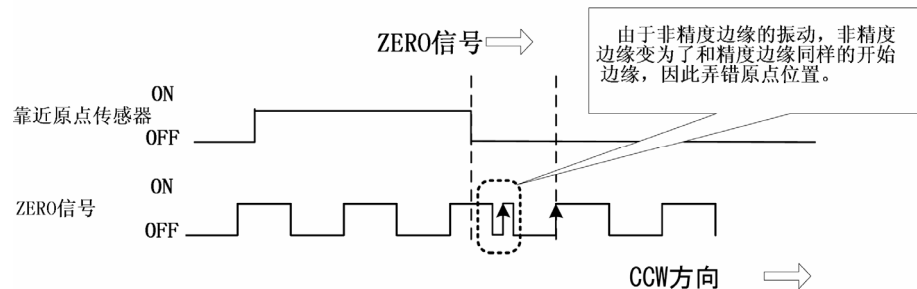 由于非精度边缘的振动，非精度
边缘变为了和精度边缘同样的开始
边缘，因此弄错原点位置。
ZERO信号
ON
靠近原点传感器
OFF
ON
ZERO信号
OFF
CCW方向